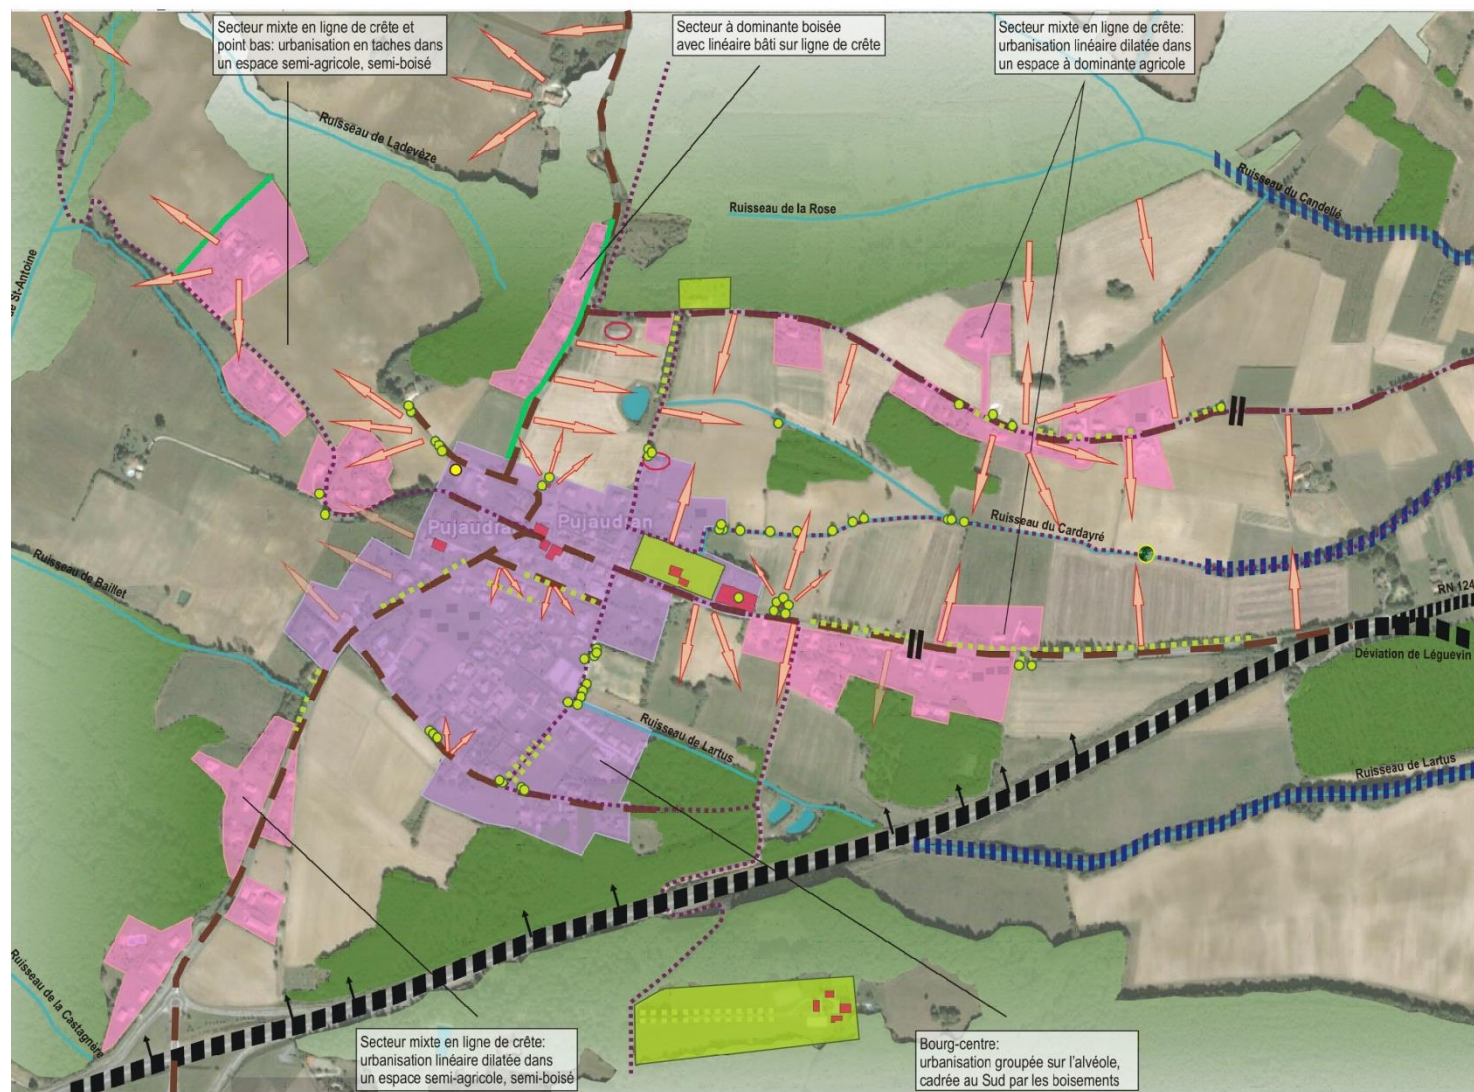 Secteur mixte en ligne de crête et
point bas: urbanisation en taches dans
un espace semi-agricole, semi-boisé
Secteur à dominante boisée
avec linéaire bâti sur ligne de crête
Secteur mixte en ligne de crête:
urbanisation linéaire dilatée dans
un espace à dominante agricole
Ruisseau de Ladevèze
Ruisseau de la Rose
Ruisseau du Candellé
de St-Antoine
Pujaudran
Pujaudran
Ruisseau du Cardayré
Ruisseau de Baillet
RN 124
Déviation de Léguevin
Ruisseau de Lartus
Ruisseau de Lartus
Ruisseau de la Castagnère
Secteur mixte en ligne de crête:
urbanisation linéaire dilatée dans
un espace semi-agricole, semi-boisé
Bourg-centre:
urbanisation groupée sur l'alvéole,
cadrée au Sud par les boisements